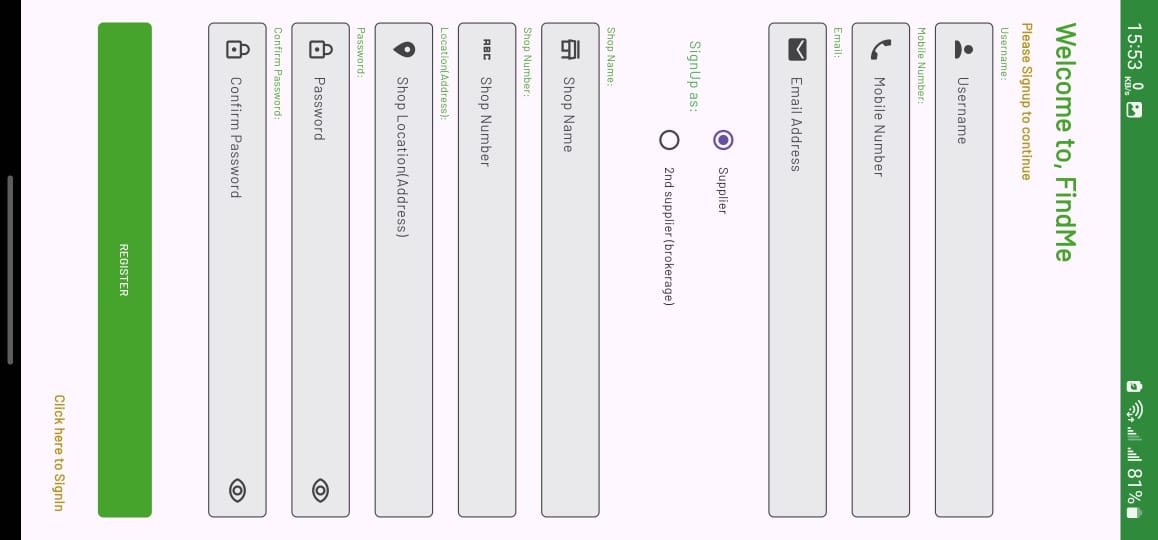 15:53 0 KB/s 81%
Welcome to, FindMe
Please Signup to continue
Username:
Username
Mobile Number:
Mobile Number
Email:
Email Address
SignUp as:
Supplier
2nd supplier(brokerage)
Shop Name:
Shop Name
Shop Number:
ABC Shop Number
Location(Address):
Shop Location(Address)
Password:
Password
Confirm Password:
Confirm Password
REGISTER
Click here to SignIn